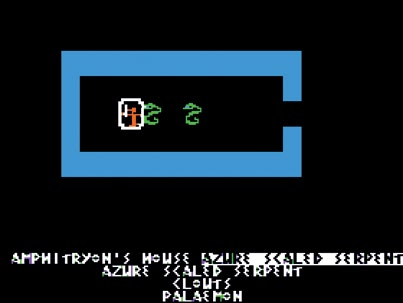 AMPHITRYON'S HOUSE AZURE SCALED SERPENT
AZURE SCALED SERPENT
CLOUTS
PALAEMON